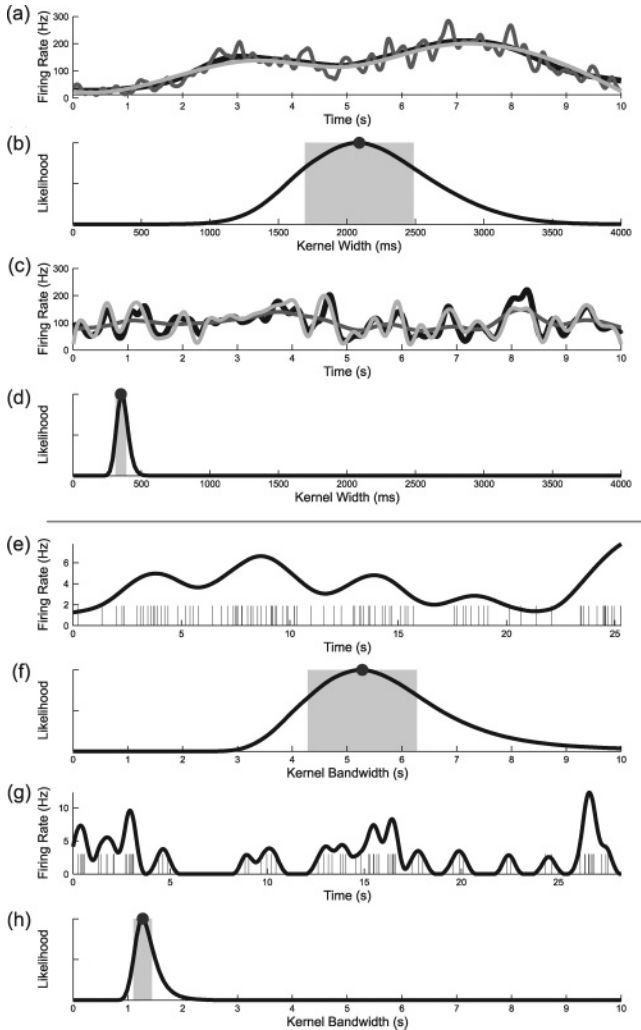 (a)
Firing Rate (Hz)
300
200
100
0
0 1 2 3 4 5 6 7 8 9 10
Time (s)
(b)
Likelihood
0 500 1000 1500 2000 2500 3000 3500 4000
Kernel Width (ms)
(c)
Firing Rate (Hz)
300
200
100
0
0 1 2 3 4 5 6 7 8 9 10
Time (s)
(d)
Likelihood
0 500 1000 1500 2000 2500 3000 3500 4000
Kernel Width (ms)
(e)
Firing Rate (Hz)
6
4
2
0
0 5 10 15 20 25
Time (s)
(f)
Likelihood
0 1 2 3 4 5 6 7 8 9 10
Kernel Bandwidth (s)
(g)
Firing Rate (Hz)
10
5
0
0 5 10 15 20 25
Time (s)
(h)
Likelihood
0 1 2 3 4 5 6 7 8 9 10
Kernel Bandwidth (s)